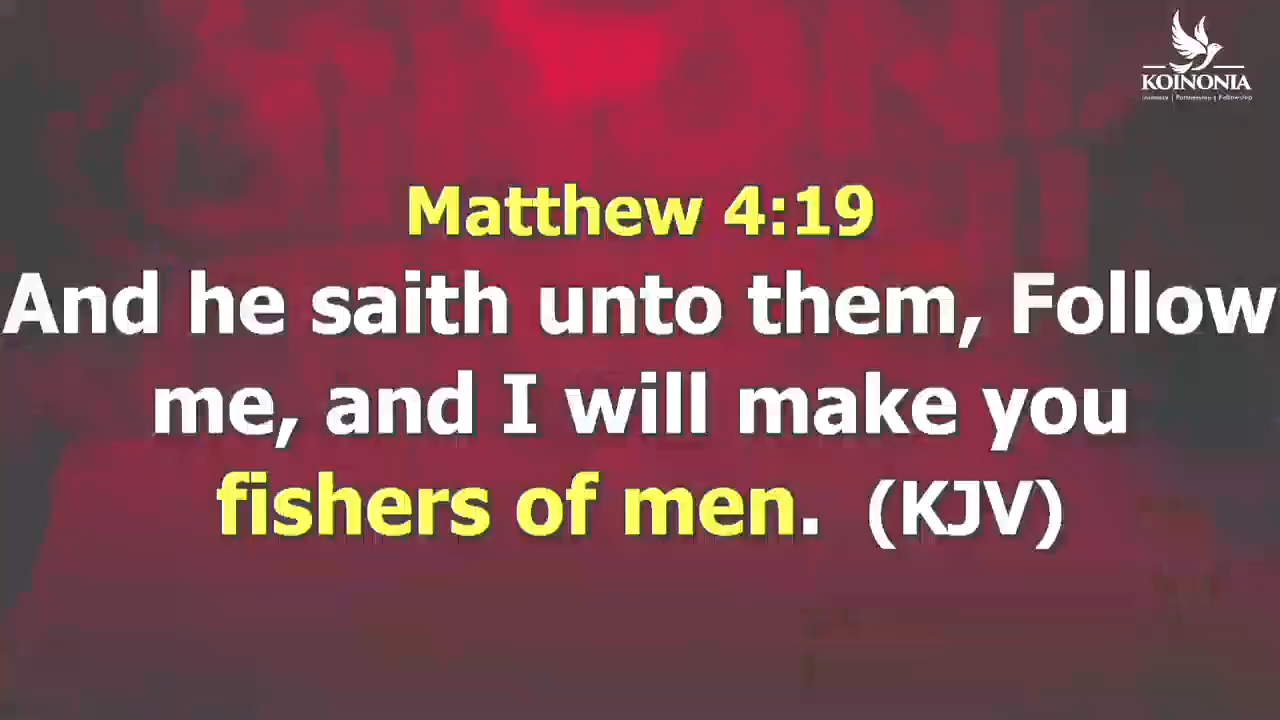 KOINONIA
Matthew 4:19
And he saith unto them, Follow
me, and I will make you
fishers of men. (KJV)